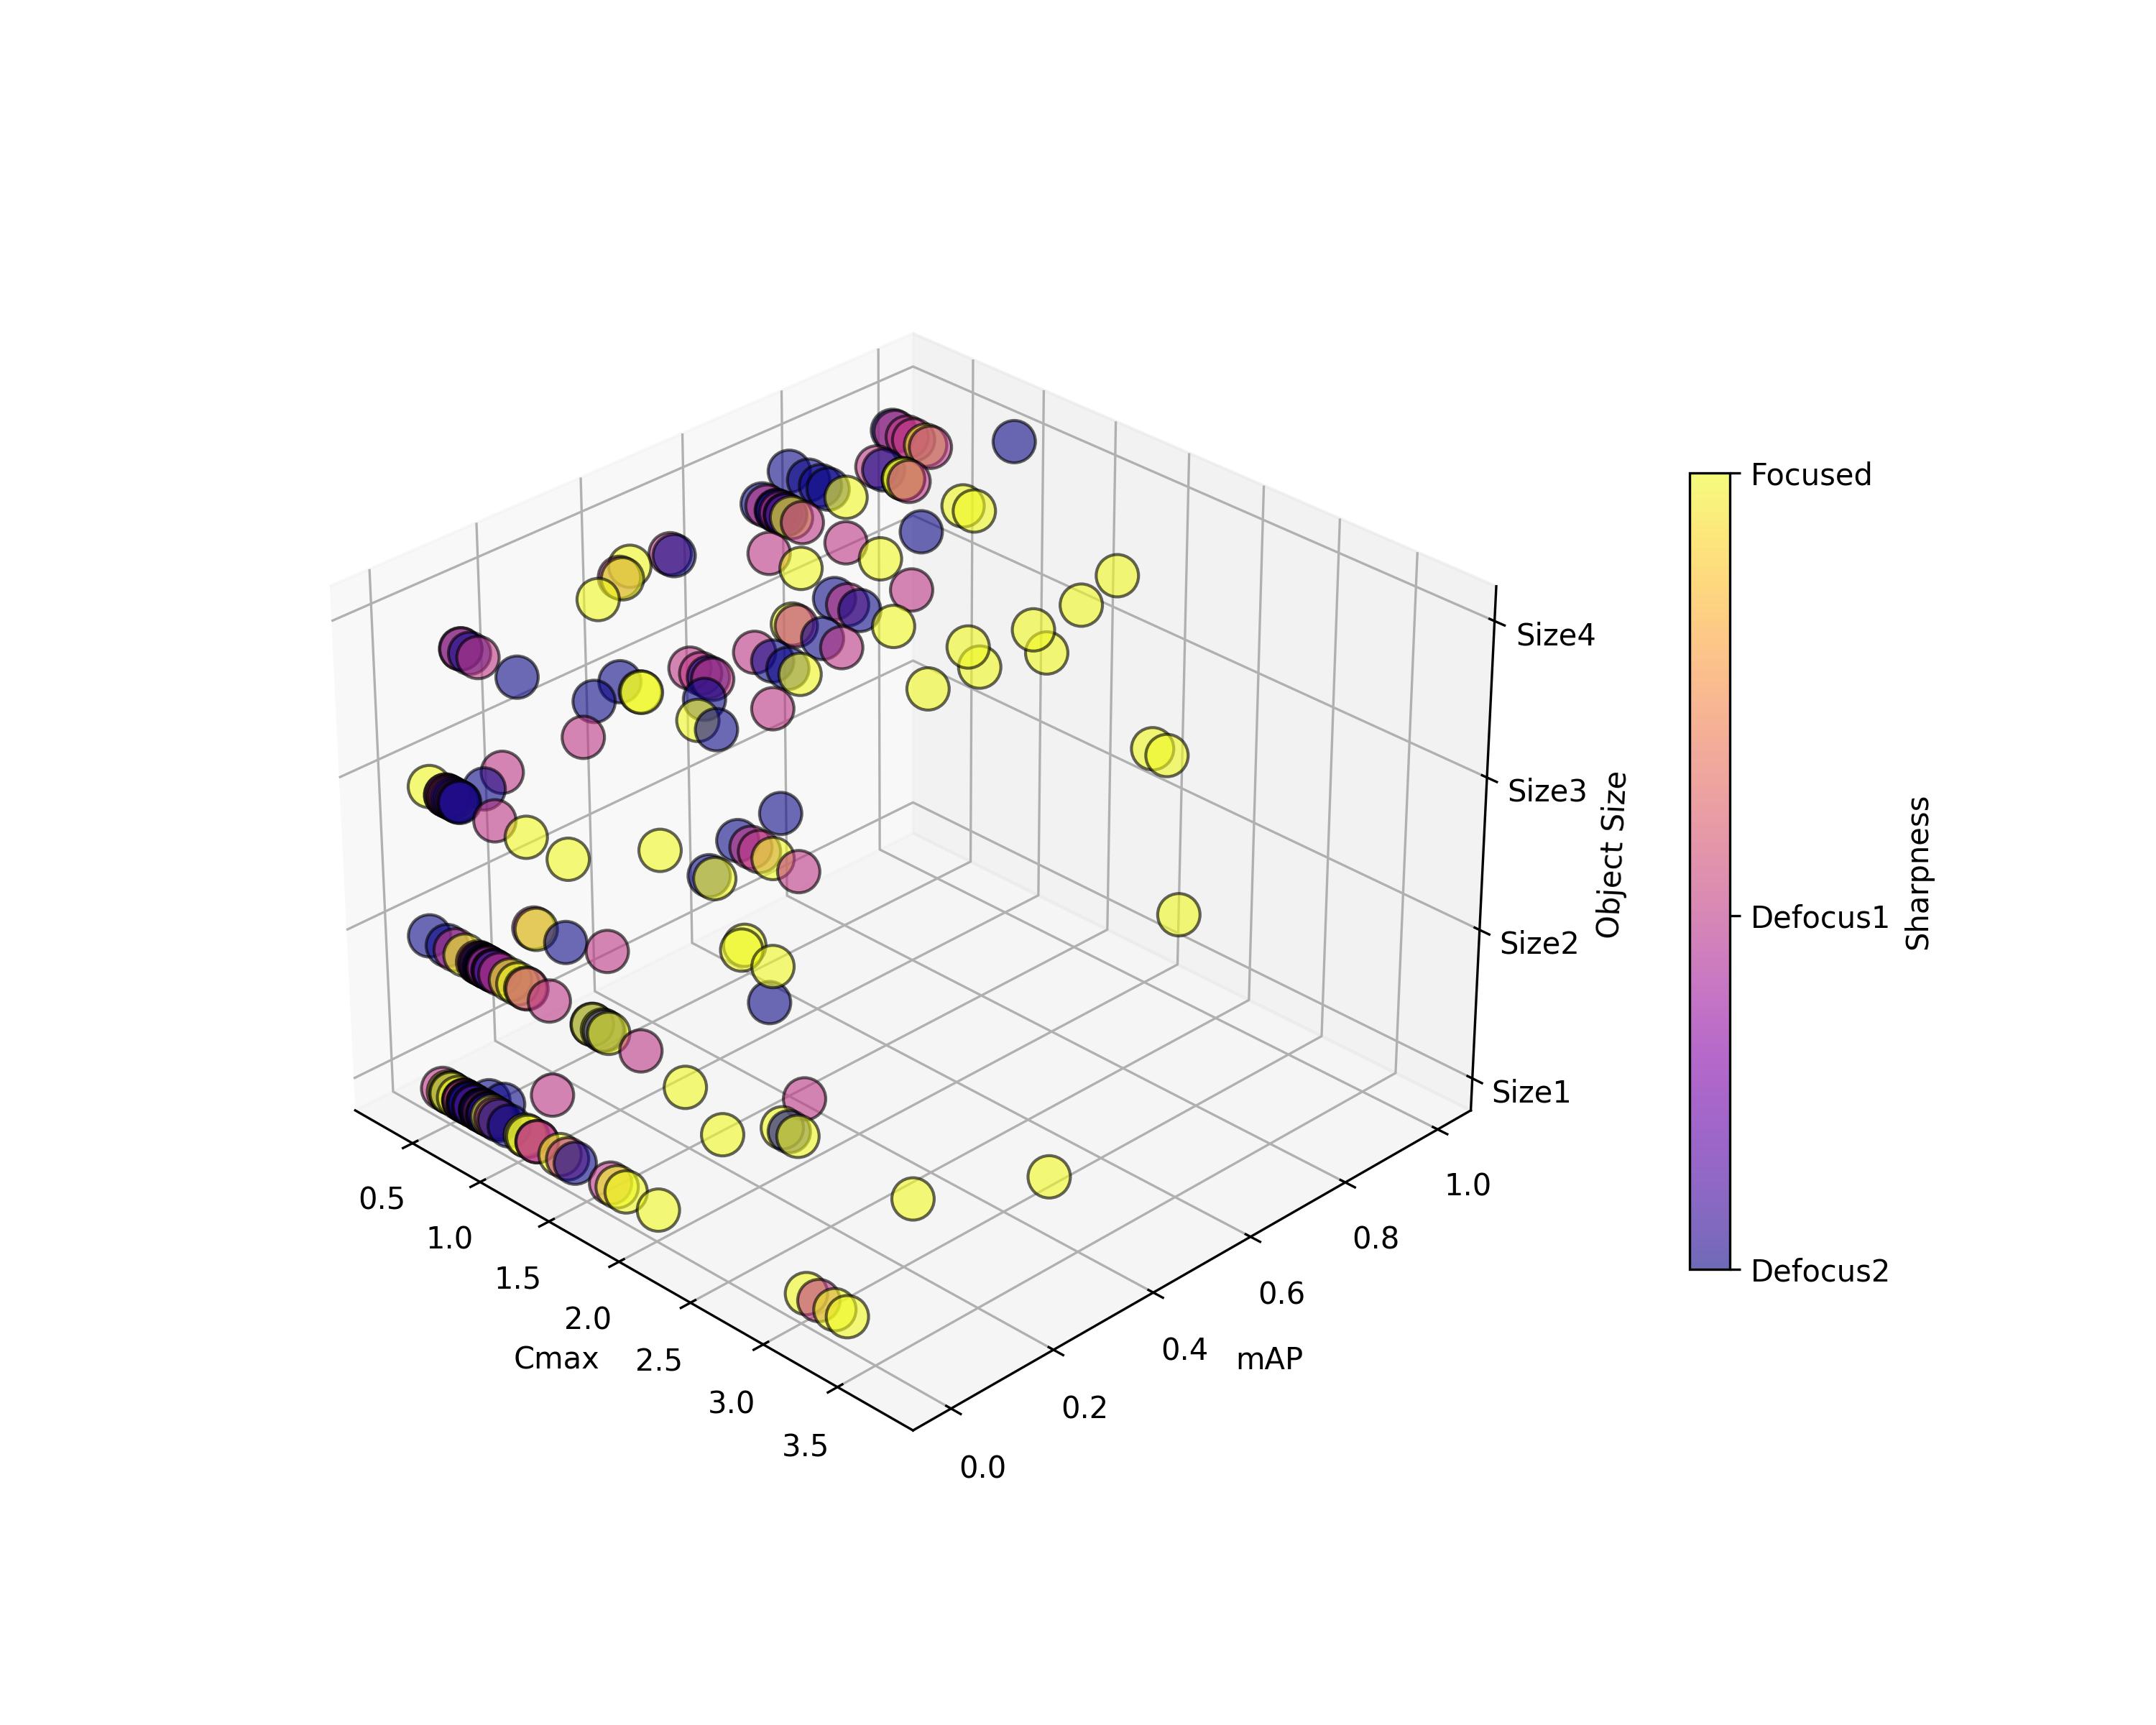 Focused
Defocus1
Defocus2
Sharpness
Size4
Size3
Size2
Size1
Object Size
0.5
1.0
1.5
2.0
2.5
3.0
3.5
Cmax
0.0
0.2
0.4
0.6
0.8
1.0
mAP